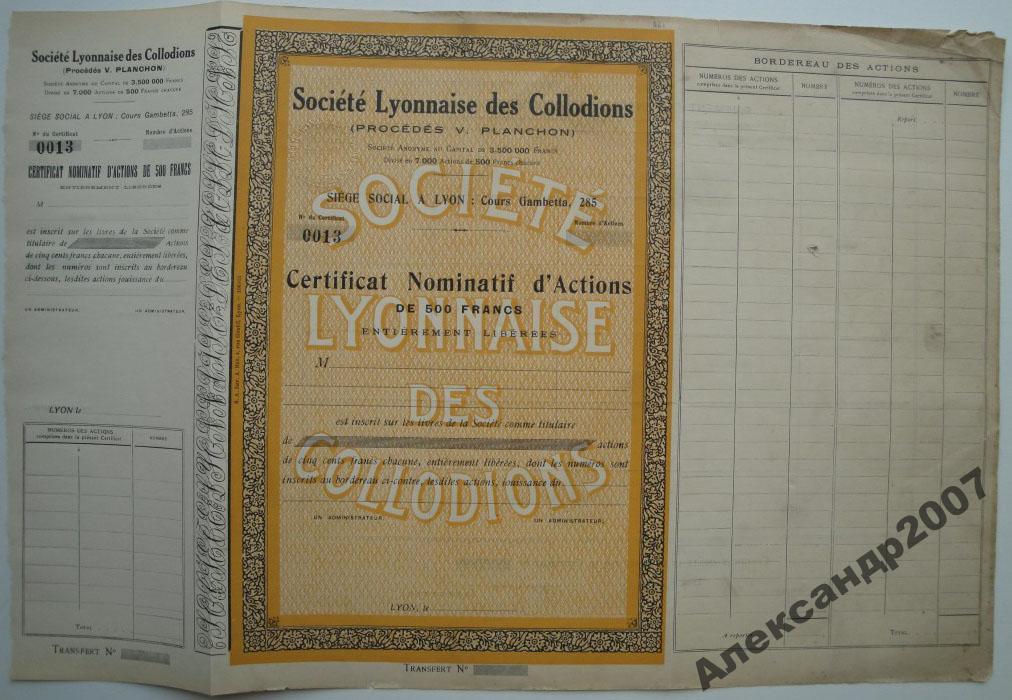 Société Lyonnaise des Collodions
(Procédés V. PLANCHON)
Société Anonyme au Capital de 3.500 000 Francs
Divisé en 7.000 Actions de 500 Francs chacune
SIÈGE SOCIAL A LYON : Cours Gambetta, 285
N° du Certificat
Nombre d'Actions
0013
CERTIFICAT NOMINATIF D'ACTIONS DE 500 FRANCS
ENTIÈREMENT LIBÉRÉES
M
est inscrit sur les livres de la Société comme
titulaire de Actions
de cinq cents francs chacune, entièrement libérées,
dont les numéros sont inscrits au bordereau
ci-dessous, lesdites actions jouissance du
UN ADMINISTRATEUR,
UN ADMINISTRATEUR,
LYON le
NUMÉROS DES ACTIONS
comprises dans le présent Certificat
NOMBRE
Total
TRANSFERT N°
Société Lyonnaise des Collodions
(PROCÉDÉS V. PLANCHON)
Société Anonyme au Capital de 3.500 000 Francs
Divisé en 7.000 Actions de 500 Francs chacune
SIÈGE SOCIAL A LYON : Cours Gambetta, 285
N° du Certificat
Nombre d'Actions
0013
Certificat Nominatif d'Actions
DE 500 FRANCS
ENTIÈREMENT LIBÉRÉES
M
est inscrit sur les livres de la Société comme titulaire
de actions
de cinq cents francs chacune, entièrement libérées, dont les numéros sont
inscrits au bordereau ci-contre, lesdites actions, jouissance du
UN ADMINISTRATEUR,
UN ADMINISTRATEUR,
LYON, le
TRANSFERT N°
SOCIÉTÉ
LYONNAISE
DES
COLLODIONS
BORDEREAU DES ACTIONS
NUMÉROS DES ACTIONS
comprises dans le présent Certificat
NOMBRE
NUMÉROS DES ACTIONS
comprises dans le présent Certificat
NOMBRE
Report
A reporter
Total
Александр2007